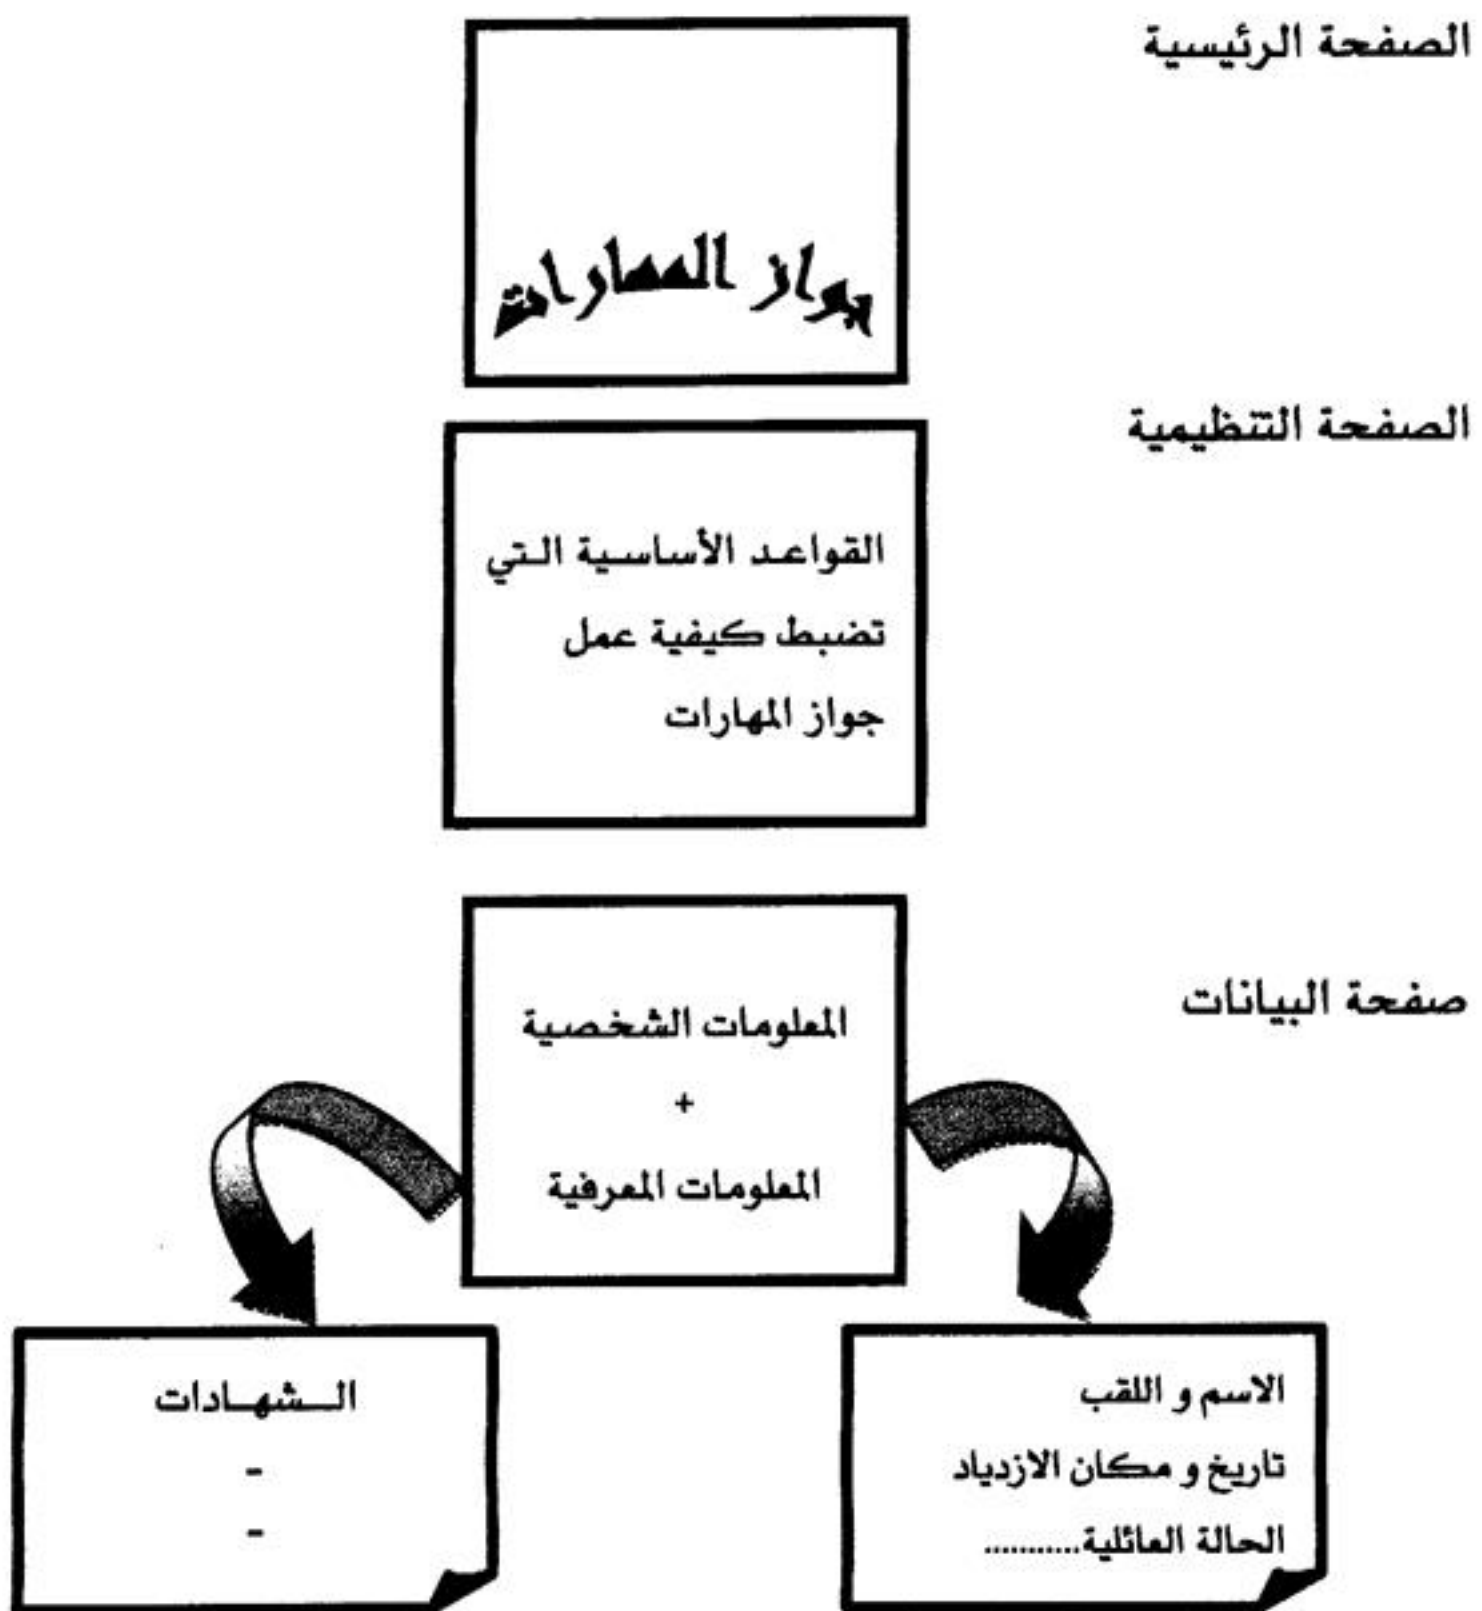 الصفحة الرئيسية
جواز المهارات
الصفحة التنظيمية
القواعد الأساسية التي
تضبط كيفية عمل
جواز المهارات
صفحة البيانات
المعلومات الشخصية
+
المعلومات المعرفية
الاسم و اللقب
تاريخ و مكان الازدياد
الحالة العائلية...........
الشهادات
-
-